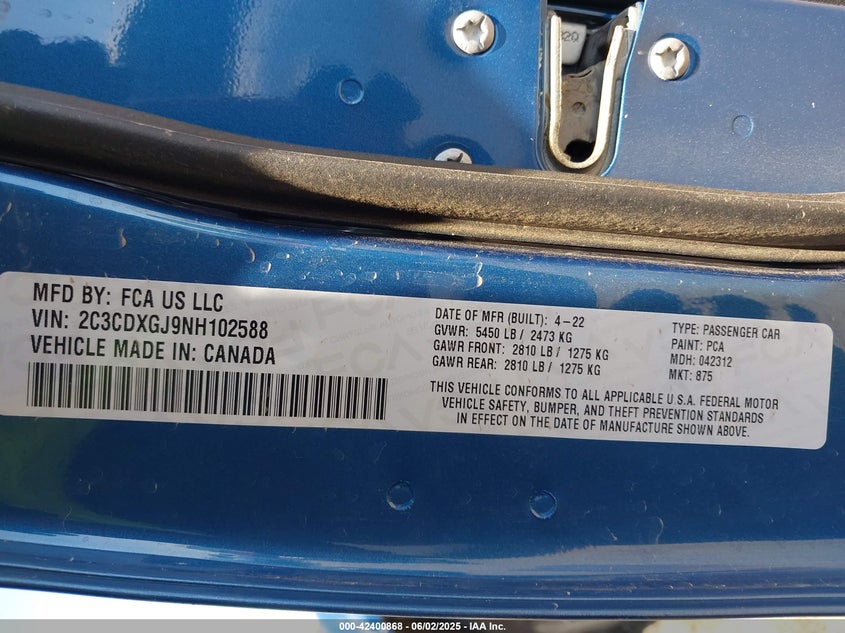 82Q
MFD BY: FCA US LLC
VIN: 2C3CDXGJ9NH102588
VEHICLE MADE IN: CANADA
DATE OF MFR (BUILT): 4-22
GVWR: 5450 LB / 2473 KG
GAWR FRONT: 2810 LB / 1275 KG
GAWR REAR: 2810 LB / 1275 KG
TYPE: PASSENGER CAR
PAINT: PCA
MDH: 042312
MKT: 875
THIS VEHICLE CONFORMS TO ALL APPLICABLE U.S.A. FEDERAL MOTOR
VEHICLE SAFETY, BUMPER, AND THEFT PREVENTION STANDARDS
IN EFFECT ON THE DATE OF MANUFACTURE SHOWN ABOVE.
000-42400868 - 06/02/2025 - IAA Inc.